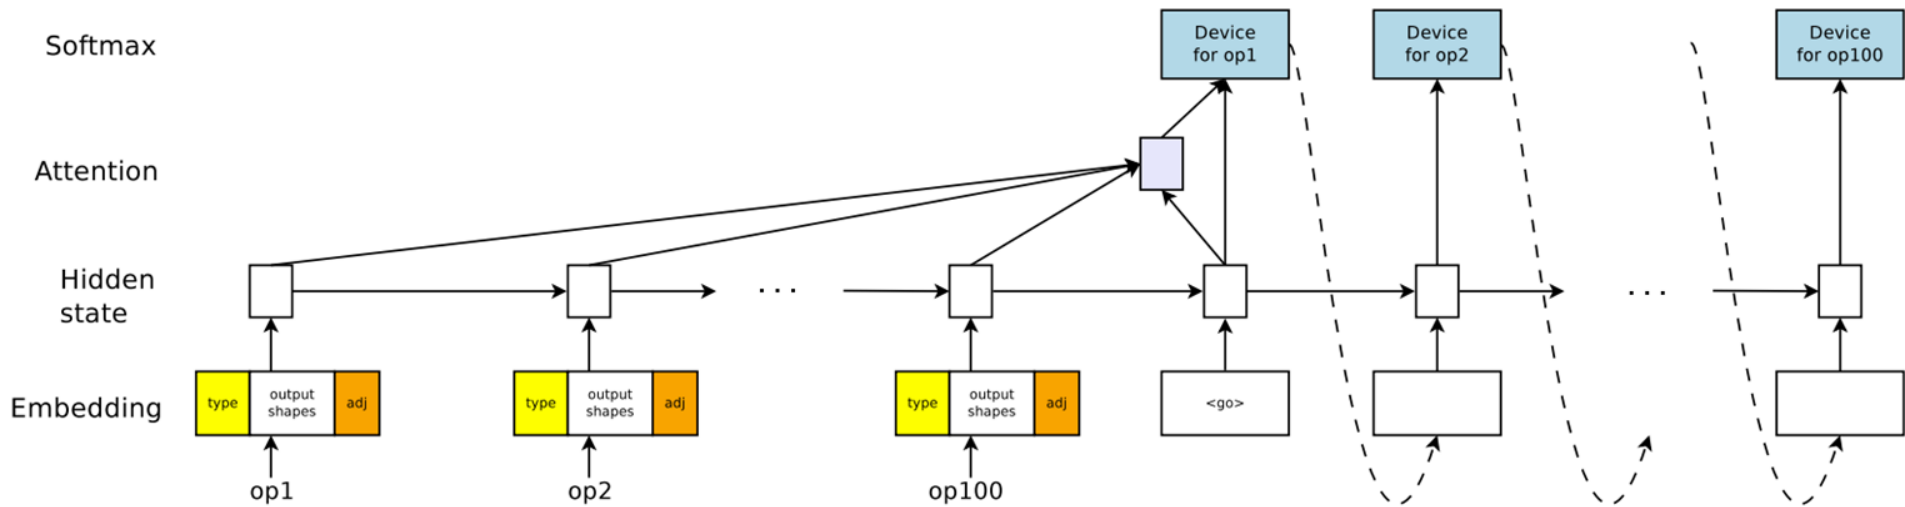 Softmax
Device
for op1
Device
for op2
Device
for op100
Attention
Hidden
state
. . .
. . .
Embedding
type
output
shapes
adj
type
output
shapes
adj
type
output
shapes
adj
<go>
op1
op2
op100